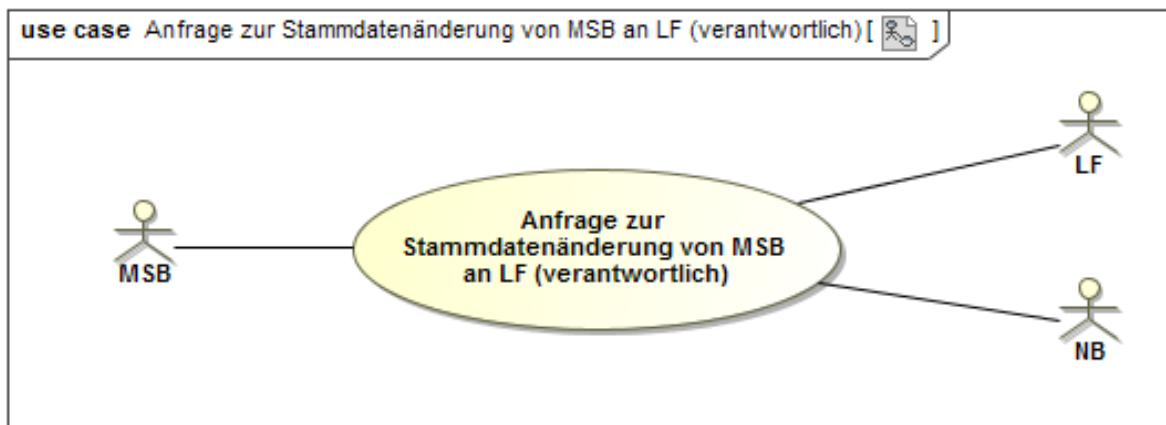 use case Anfrage zur Stammdatenänderung von MSB an LF (verantwortlich) [ ]
LF
Anfrage zur
Stammdatenänderung von MSB
an LF (verantwortlich)
MSB
NB